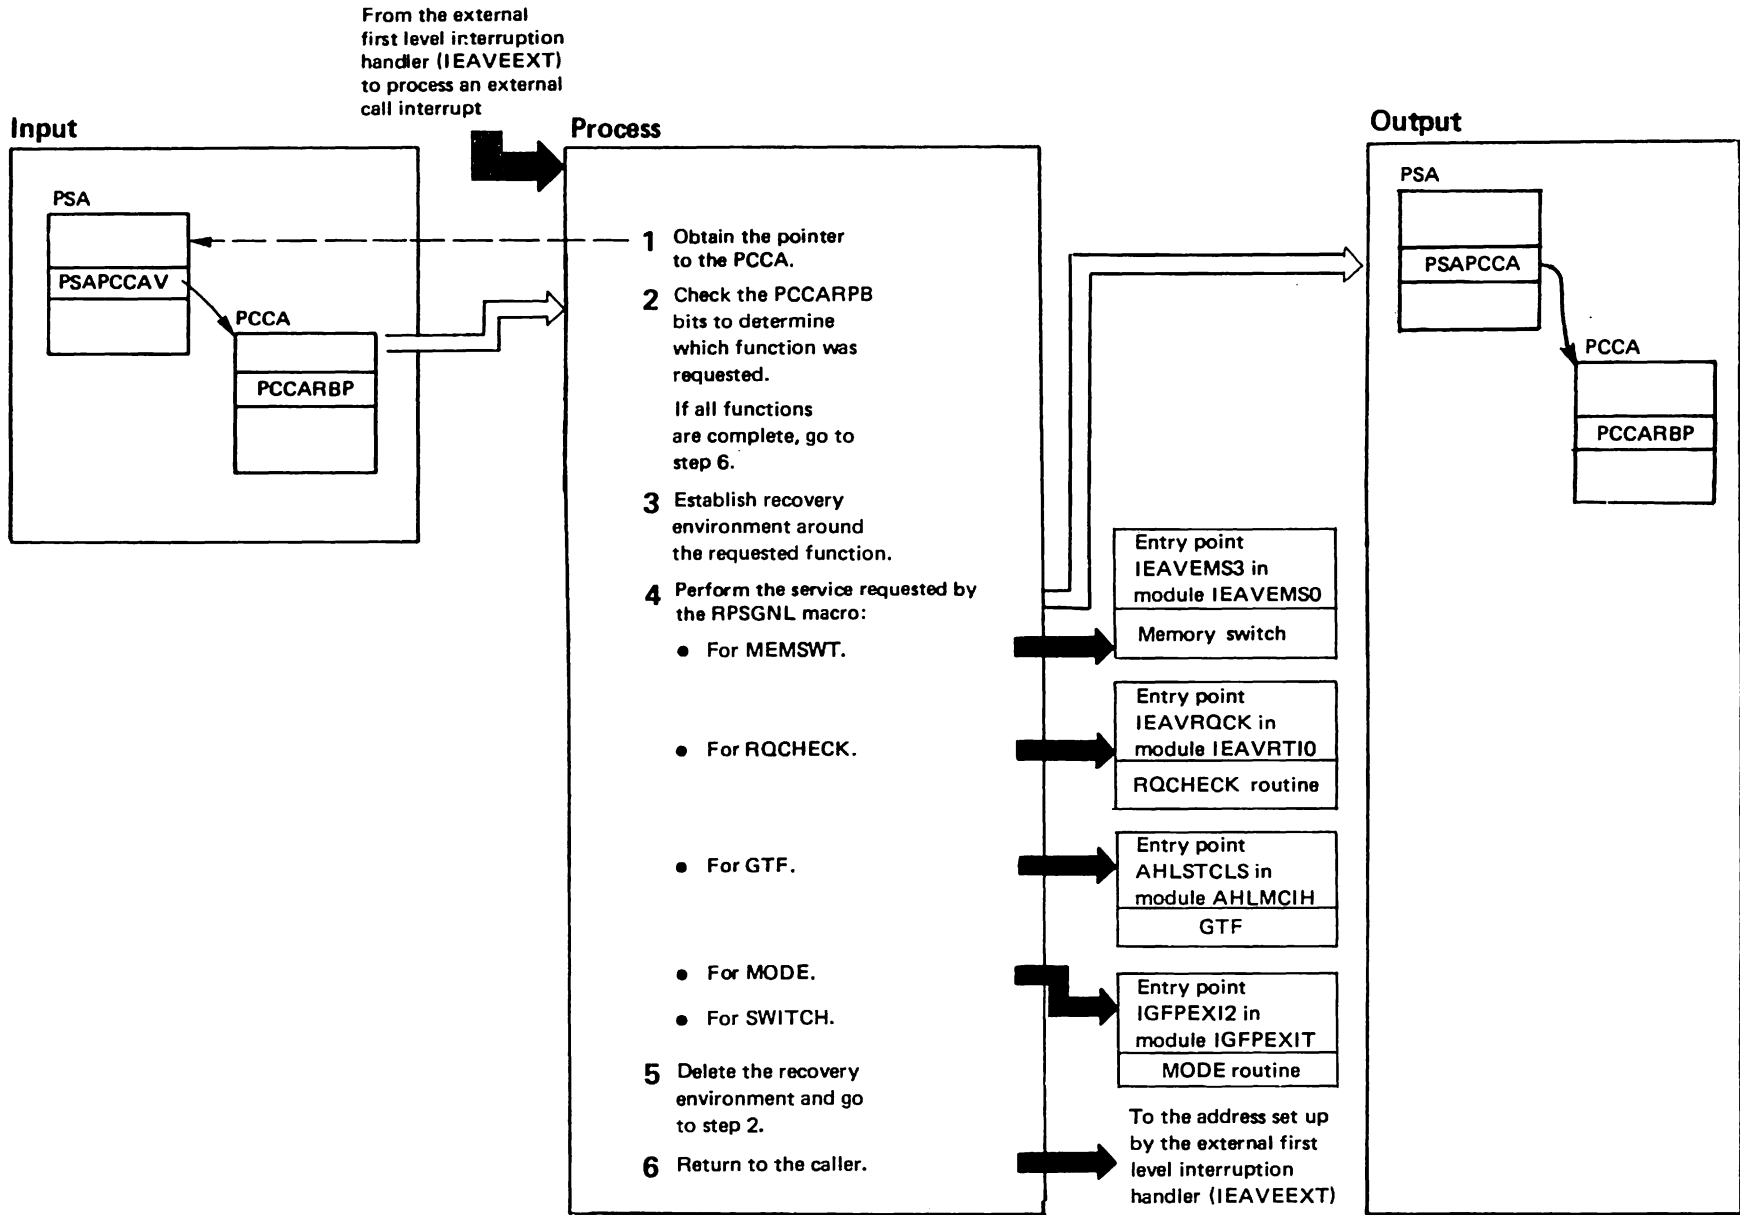 From the external
first level interruption
handler (IEAVEEXT)
to process an external
call interrupt
Input
PSA
PSAPCCAV
PCCA
PCCARBP
Process
1 Obtain the pointer
to the PCCA.
2 Check the PCCARPB
bits to determine
which function was
requested.
If all functions
are complete, go to
step 6.
3 Establish recovery
environment around
the requested function.
4 Perform the service requested by
the RPSGNL macro:
• For MEMSWT.
• For RQCHECK.
• For GTF.
• For MODE.
• For SWITCH.
5 Delete the recovery
environment and go
to step 2.
6 Return to the caller.
Entry point
IEAVEMS3 in
module IEAVEMS0
Memory switch
Entry point
IEAVRQCK in
module IEAVRTI0
RQCHECK routine
Entry point
AHLSTCLS in
module AHLMCIH
GTF
Entry point
IGFPEXI2 in
module IGFPEXIT
MODE routine
To the address set up
by the external first
level interruption
handler (IEAVEEXT)
Output
PSA
PSAPCCA
PCCA
PCCARBP